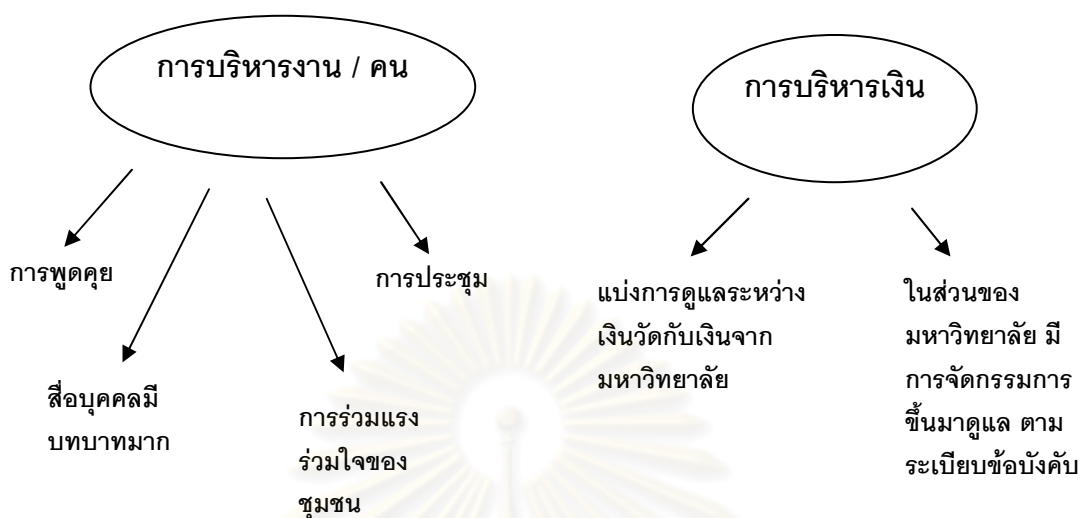 การบริหารงาน / คน
การบริหารเงิน
การพูดคุย
สื่อบุคคลมี
บทบาทมาก
การร่วมแรง
ร่วมใจของ
ชุมชน
การประชุม
แบ่งการดูแลระหว่าง
เงินวัดกับเงินจาก
มหาวิทยาลัย
ในส่วนของ
มหาวิทยาลัย มี
การจัดกรรมการ
ขึ้นมาดูแล ตาม
ระเบียบข้อบังคับ